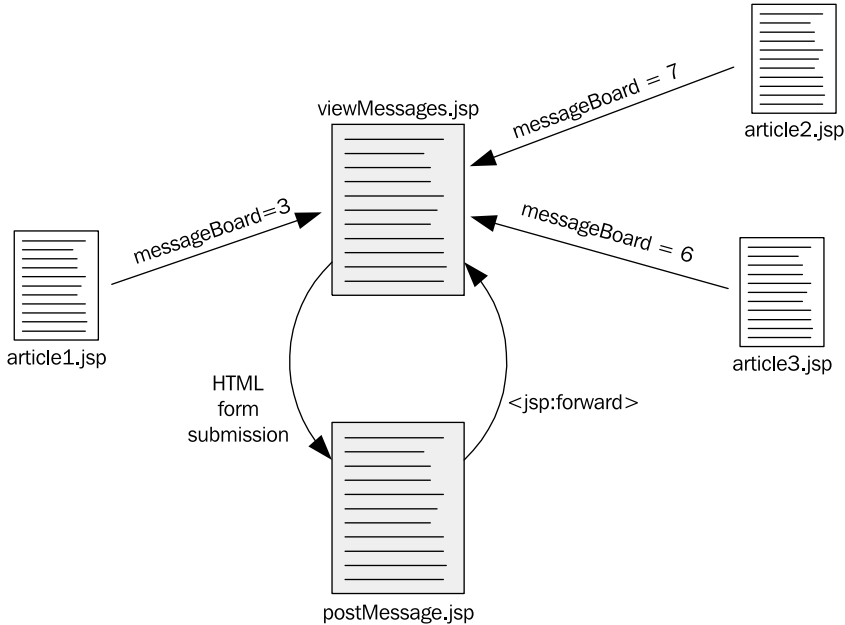 viewMessages.jsp
messageBoard = 7
article2.jsp
messageBoard=3
messageBoard = 6
article1.jsp
article3.jsp
HTML
form
submission
<jsp:forward>
postMessage.jsp